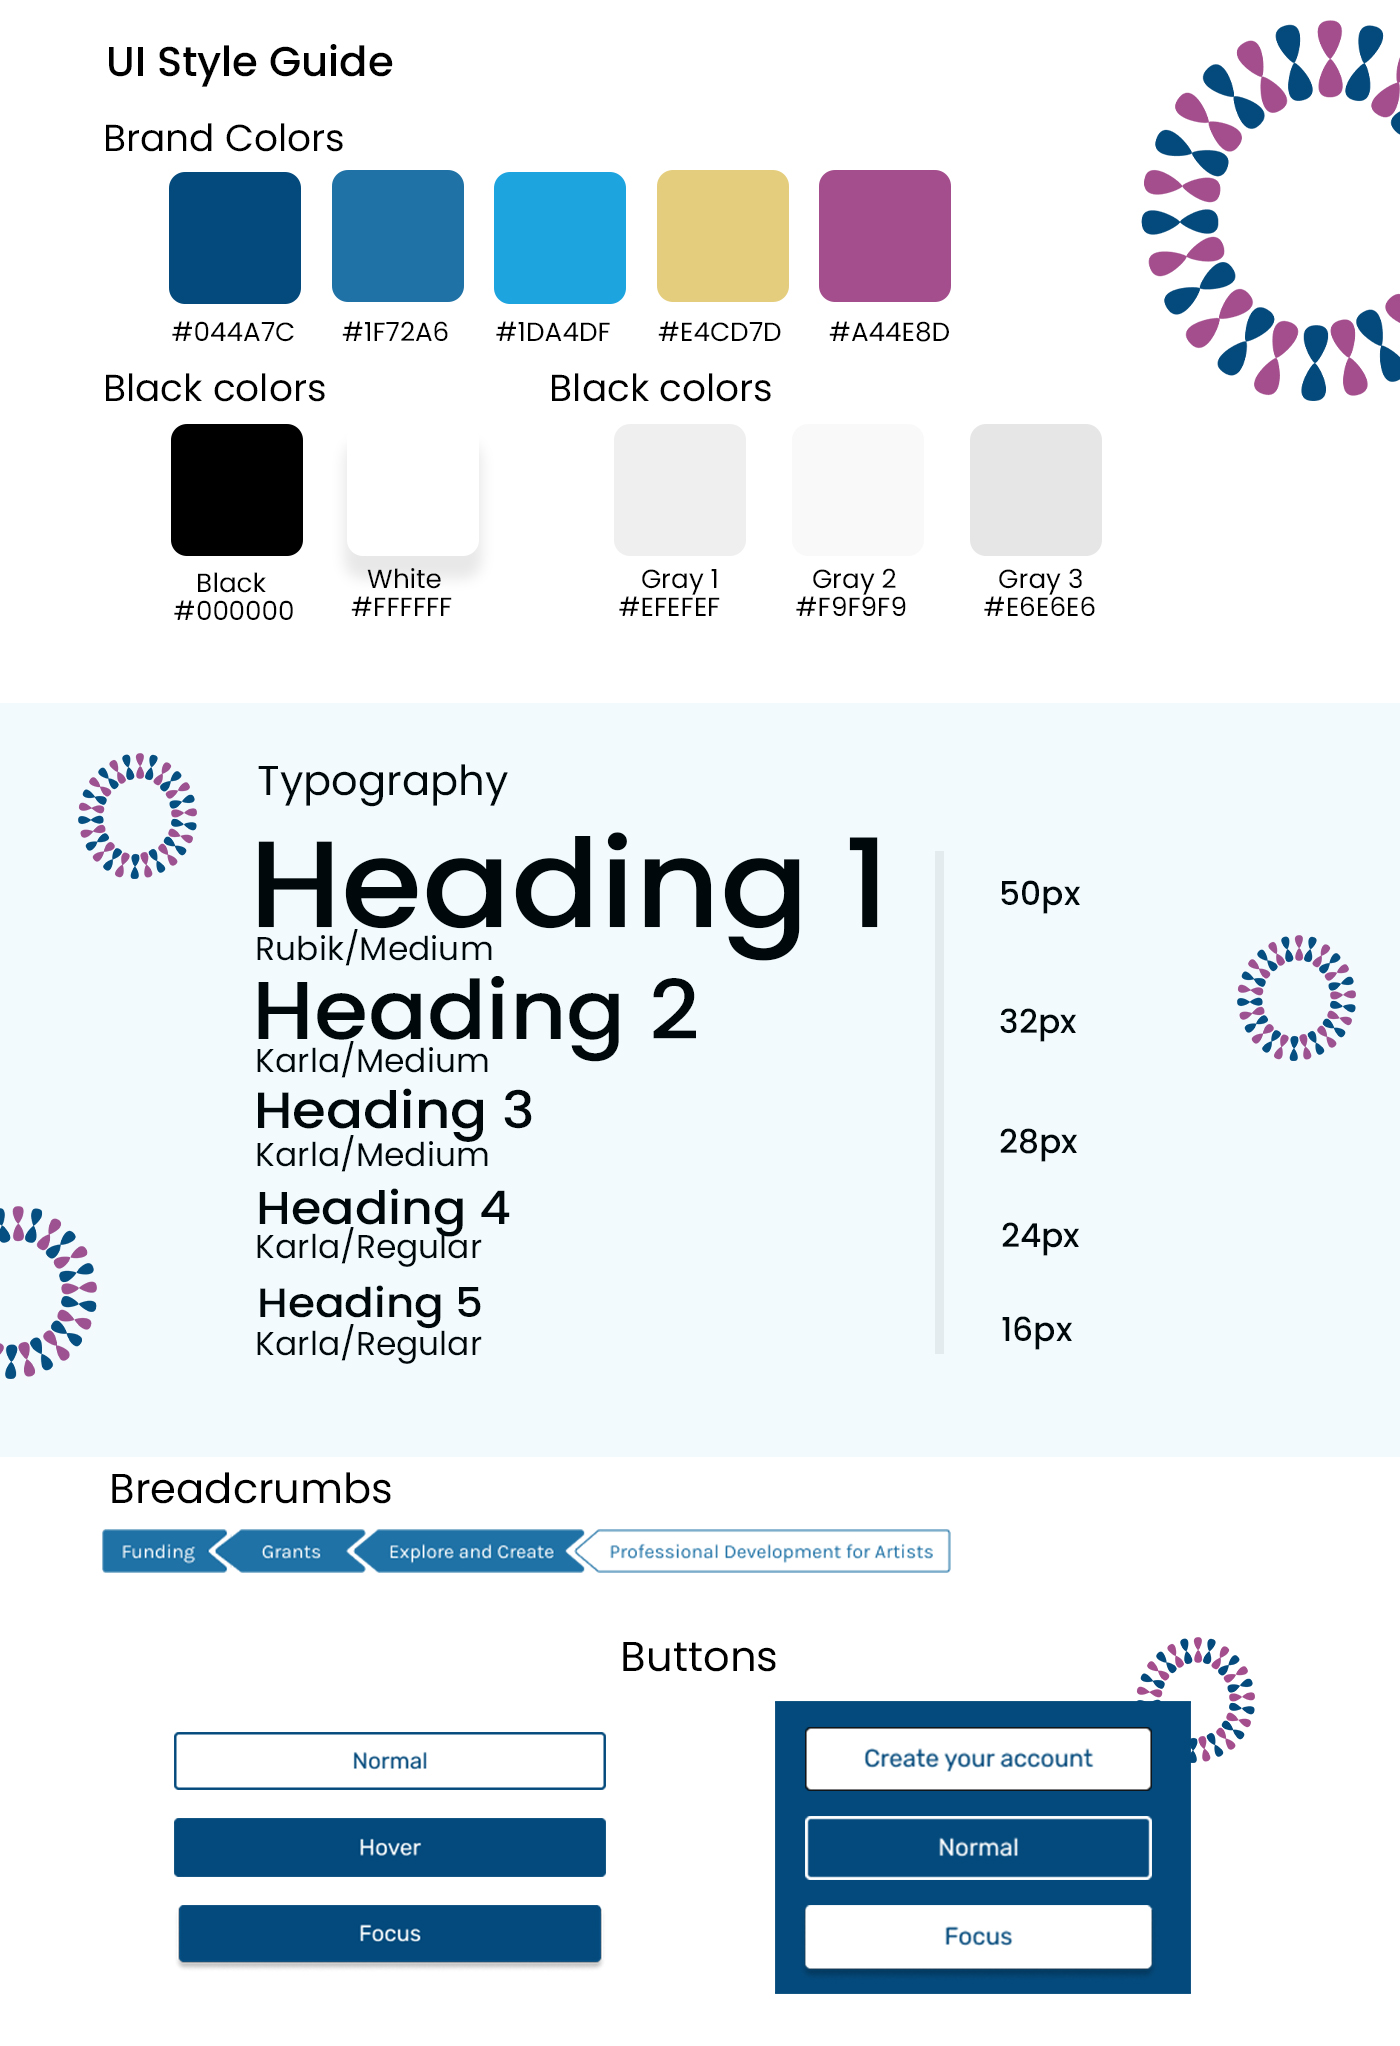 UI Style Guide
Brand Colors
#044A7C #1F72A6 #1DA4DF #E4CD7D #A44E8D
Black colors
Black
#000000
White
#FFFFFF
Black colors
Gray 1
#EFEFEF
Gray 2
#F9F9F9
Gray 3
#E6E6E6
Typography
Heading 1
Rubik/Medium
50px
Heading 2
Karla/Medium
32px
Heading 3
Karla/Medium
28px
Heading 4
Karla/Regular
24px
Heading 5
Karla/Regular
16px
Breadcrumbs
Funding Grants Explore and Create Professional Development for Artists
Buttons
Normal
Hover
Focus
Create your account
Normal
Focus